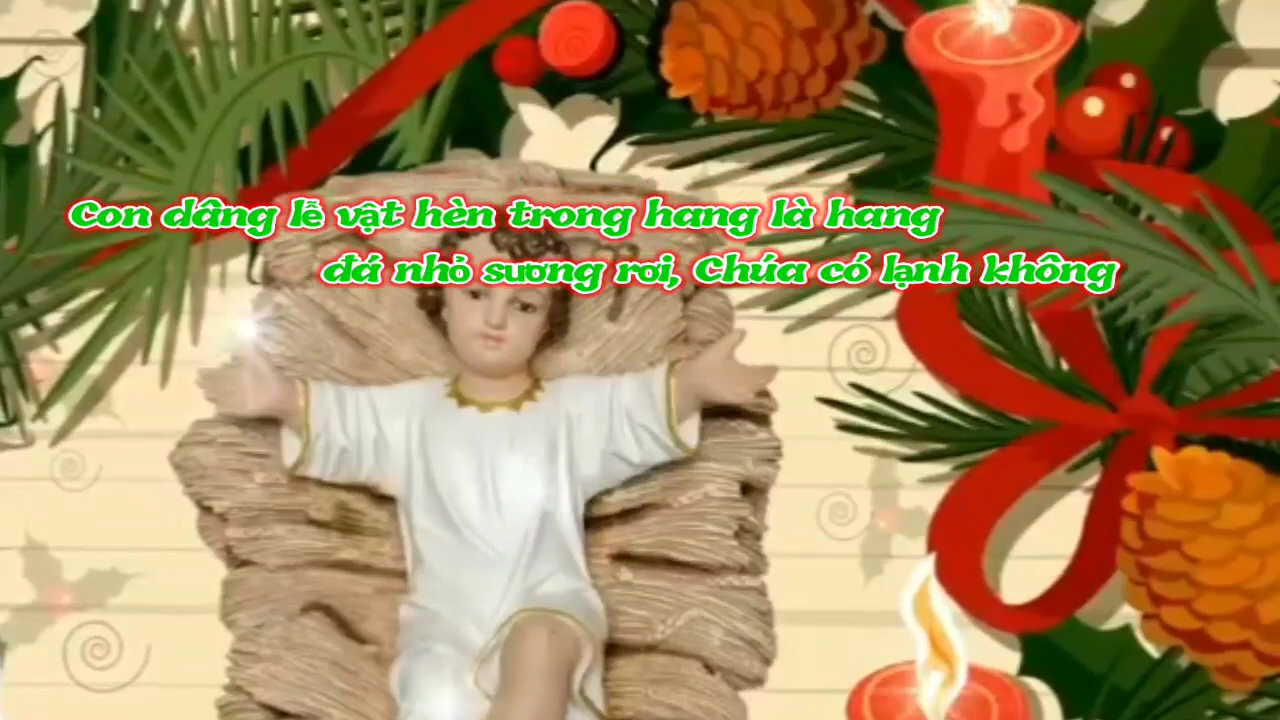 Con dâng lễ vật hèn trong hang là hang
đá nhỏ sương rơi, Chúa có lạnh không